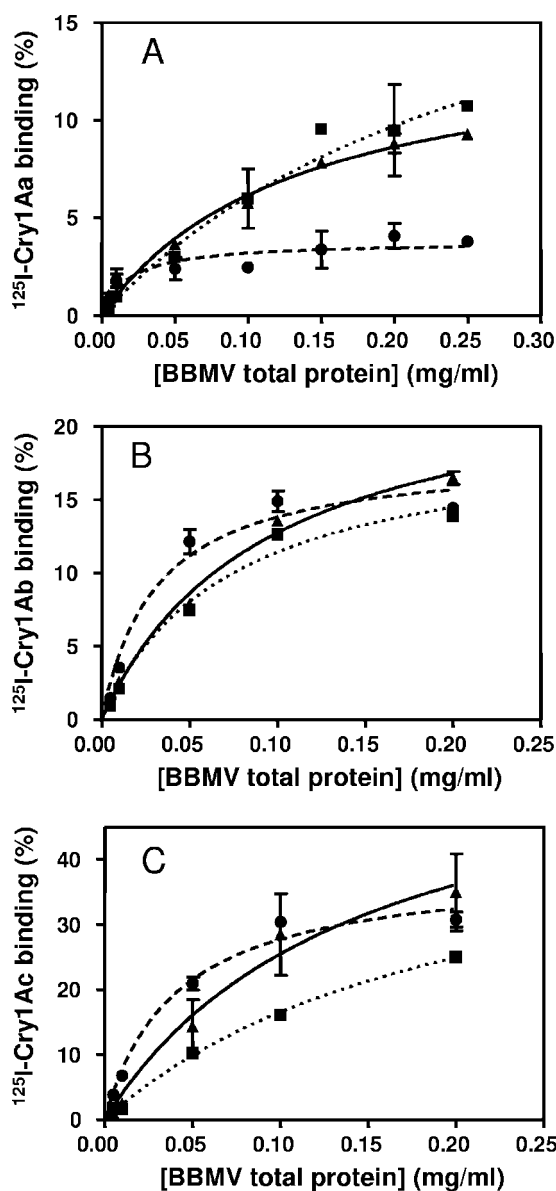 A
¹²⁵I-Cry1Aa binding (%)
15
10
5
0
0.00 0.05 0.10 0.15 0.20 0.25 0.30
[BBMV total protein] (mg/ml)
B
¹²⁵I-Cry1Ab binding (%)
20
15
10
5
0
0.00 0.05 0.10 0.15 0.20 0.25
[BBMV total protein] (mg/ml)
C
¹²⁵I-Cry1Ac binding (%)
40
30
20
10
0
0.00 0.05 0.10 0.15 0.20 0.25
[BBMV total protein] (mg/ml)